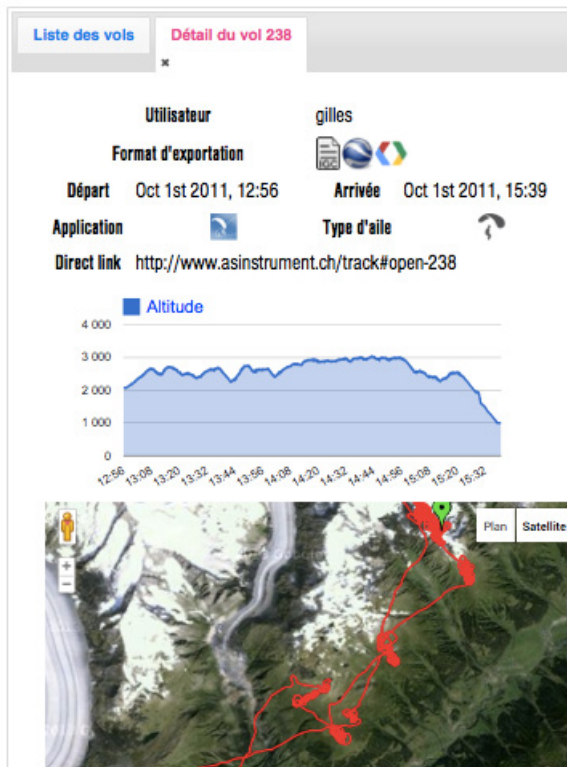 Liste des vols
Détail du vol 238
×
Utilisateur gilles
Format d'exportation IGC
Départ Oct 1st 2011, 12:56 Arrivée Oct 1st 2011, 15:39
Application Type d'aile
Direct link http://www.asinstrument.ch/track#open-238
Altitude
4 000
3 000
2 000
1 000
0
12:56 13:08 13:20 13:32 13:44 13:56 14:08 14:20 14:32 14:44 14:56 15:08 15:20 15:32
Plan Satellite
+
−